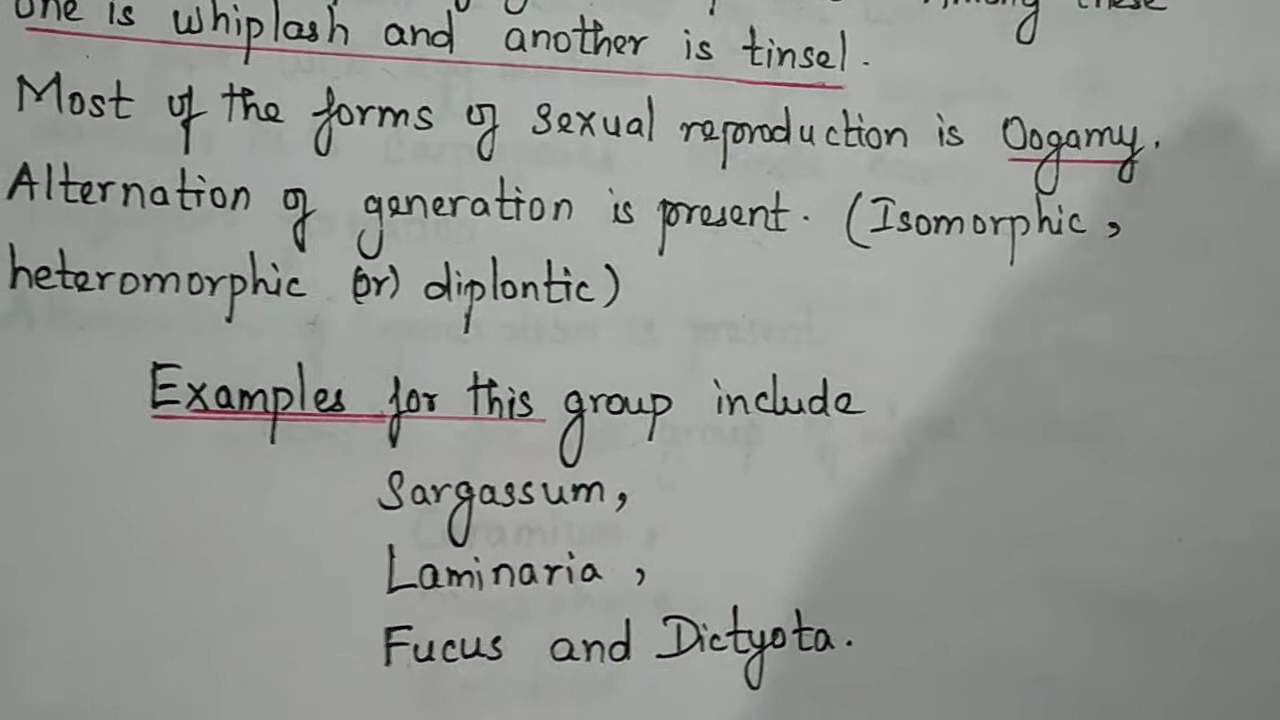 one is whiplash and another is tinsel.
Most of the forms of sexual reproduction is Oogamy.
Alternation of generation is present. (Isomorphic,
heteromorphic (or) diplontic)
Examples for this group include
Sargassum,
Laminaria,
Fucus and Dictyota.